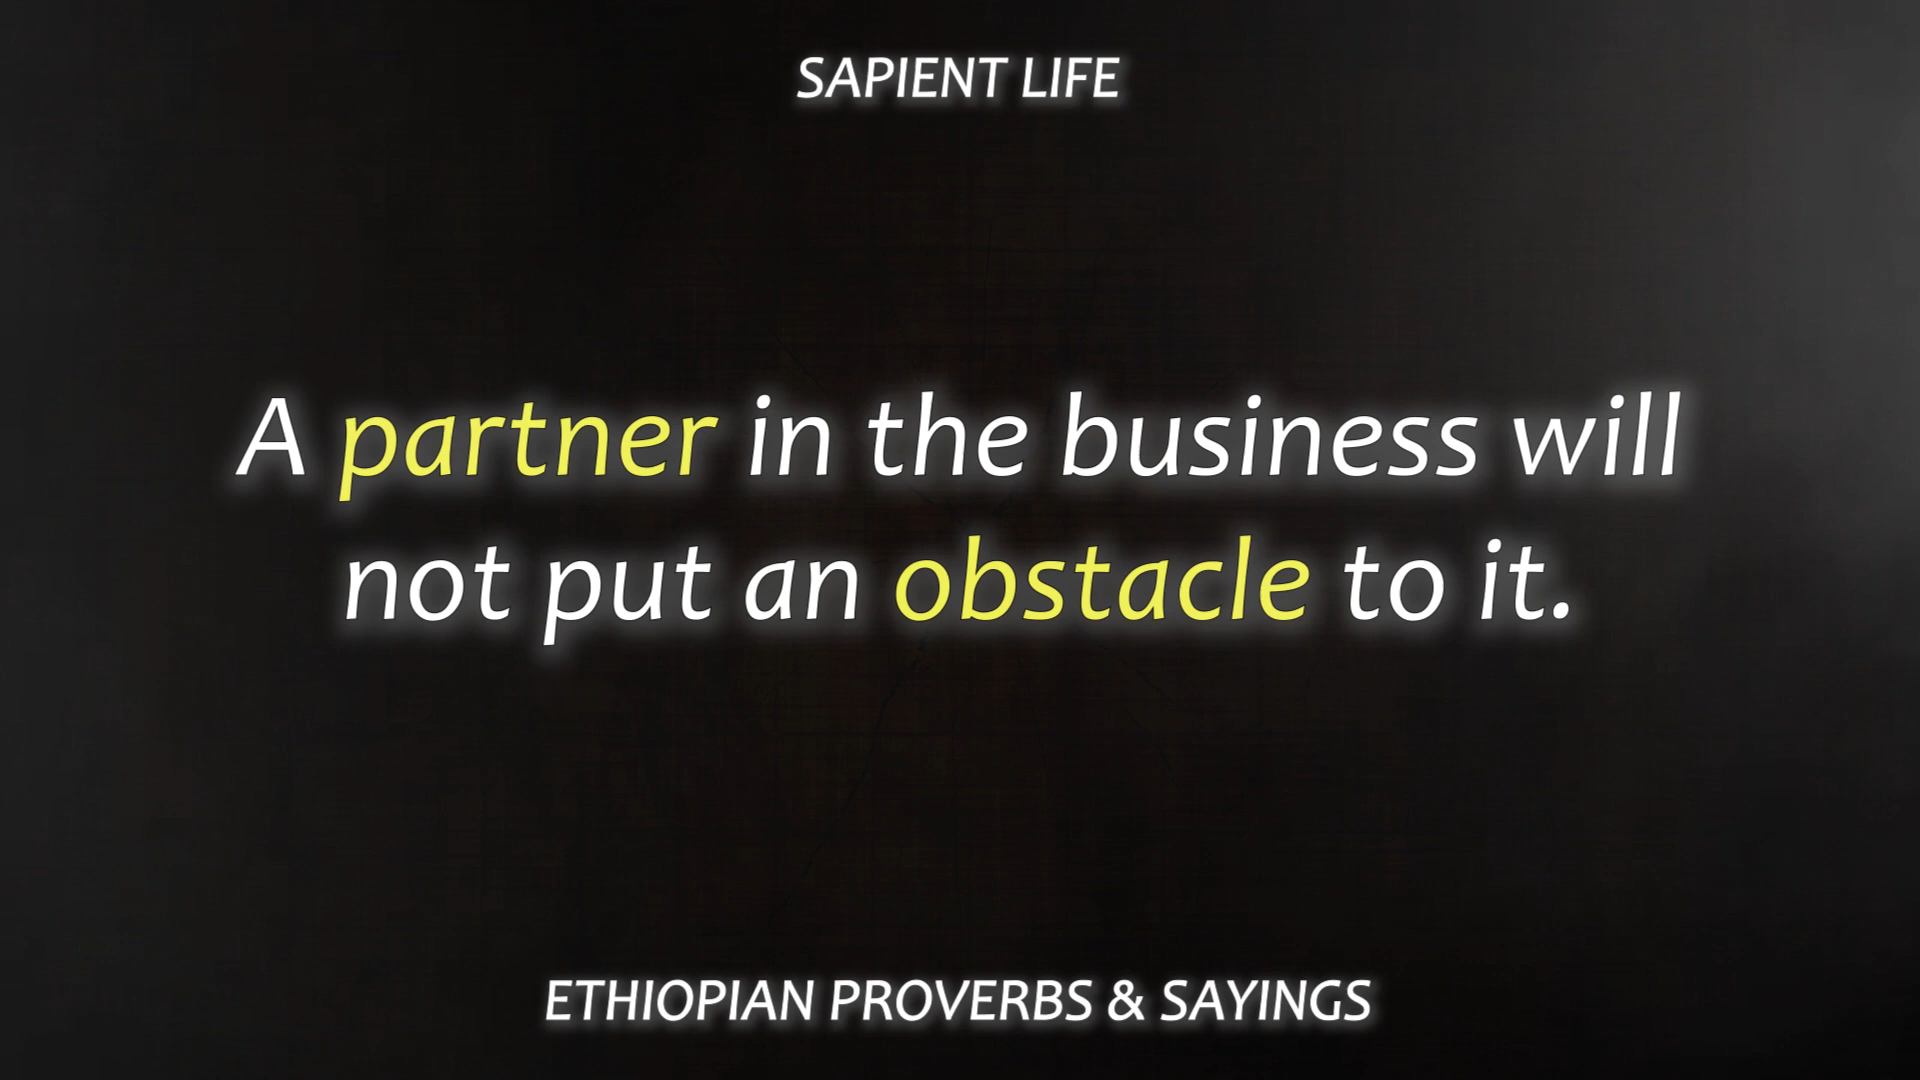 SAPIENT LIFE
A partner in the business will
not put an obstacle to it.
ETHIOPIAN PROVERBS & SAYINGS